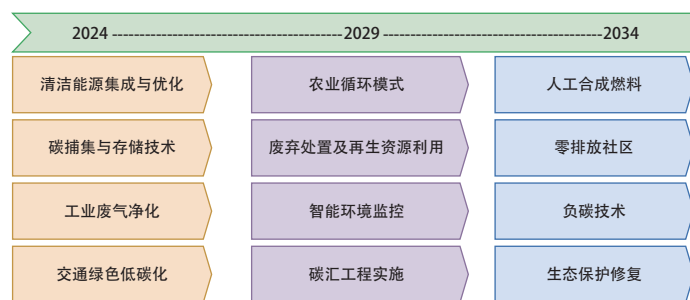 2024 2029 2034
清洁能源集成与优化 农业循环模式 人工合成燃料
碳捕集与存储技术 废弃处置及再生资源利用 零排放社区
工业废气净化 智能环境监控 负碳技术
交通绿色低碳化 碳汇工程实施 生态保护修复